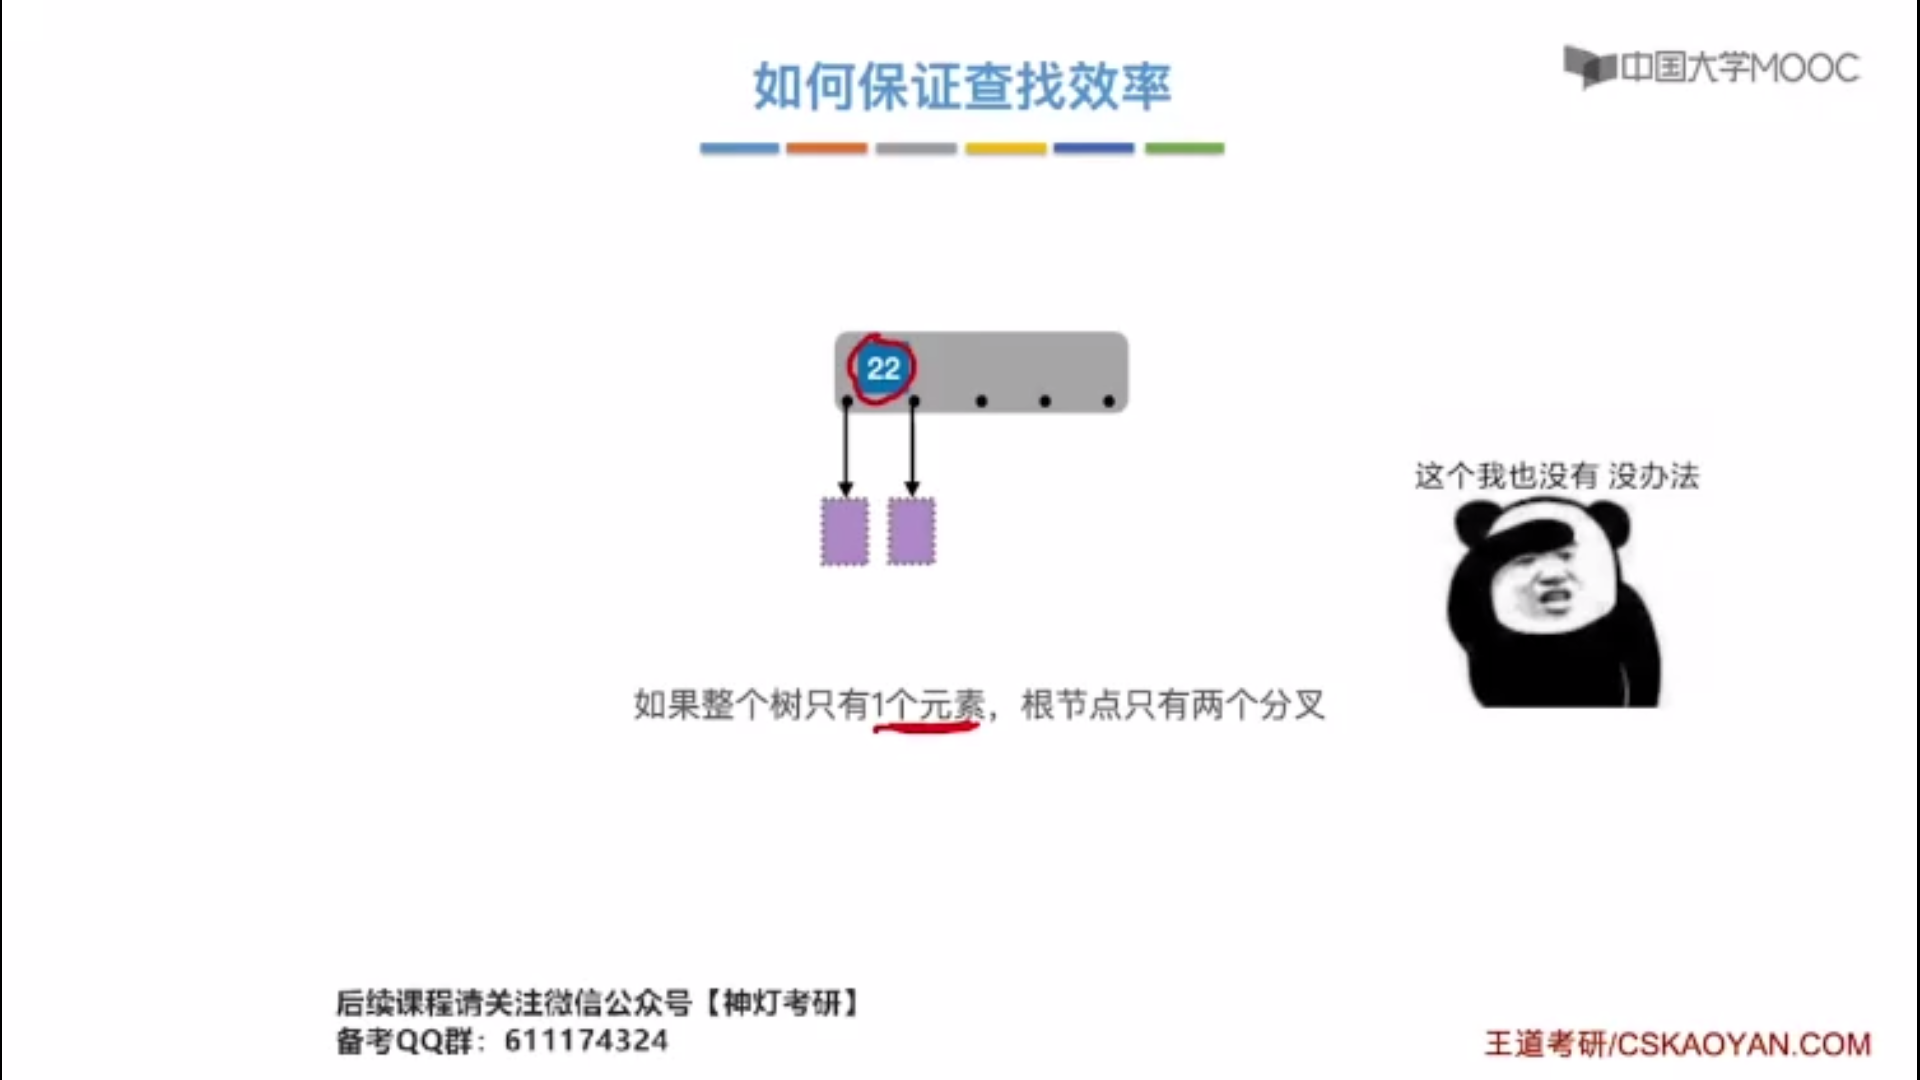 如何保证查找效率
中国大学MOOC
22
这个我也没有 没办法
如果整个树只有1个元素，根节点只有两个分叉
后续课程请关注微信公众号【神灯考研】
备考QQ群：611174324
王道考研/CSKAOYAN.COM